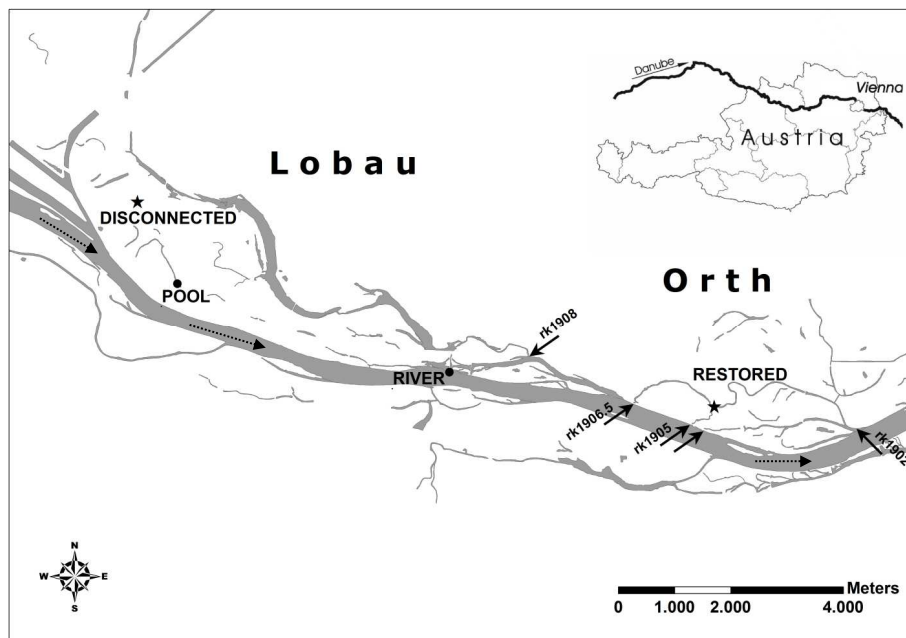 Danube
Vienna
Austria
Lobau
DISCONNECTED
POOL
Orth
rk1908
RIVER
RESTORED
rk1906.5
rk1905
rk1902
N
W E
S
Meters
0 1.000 2.000 4.000